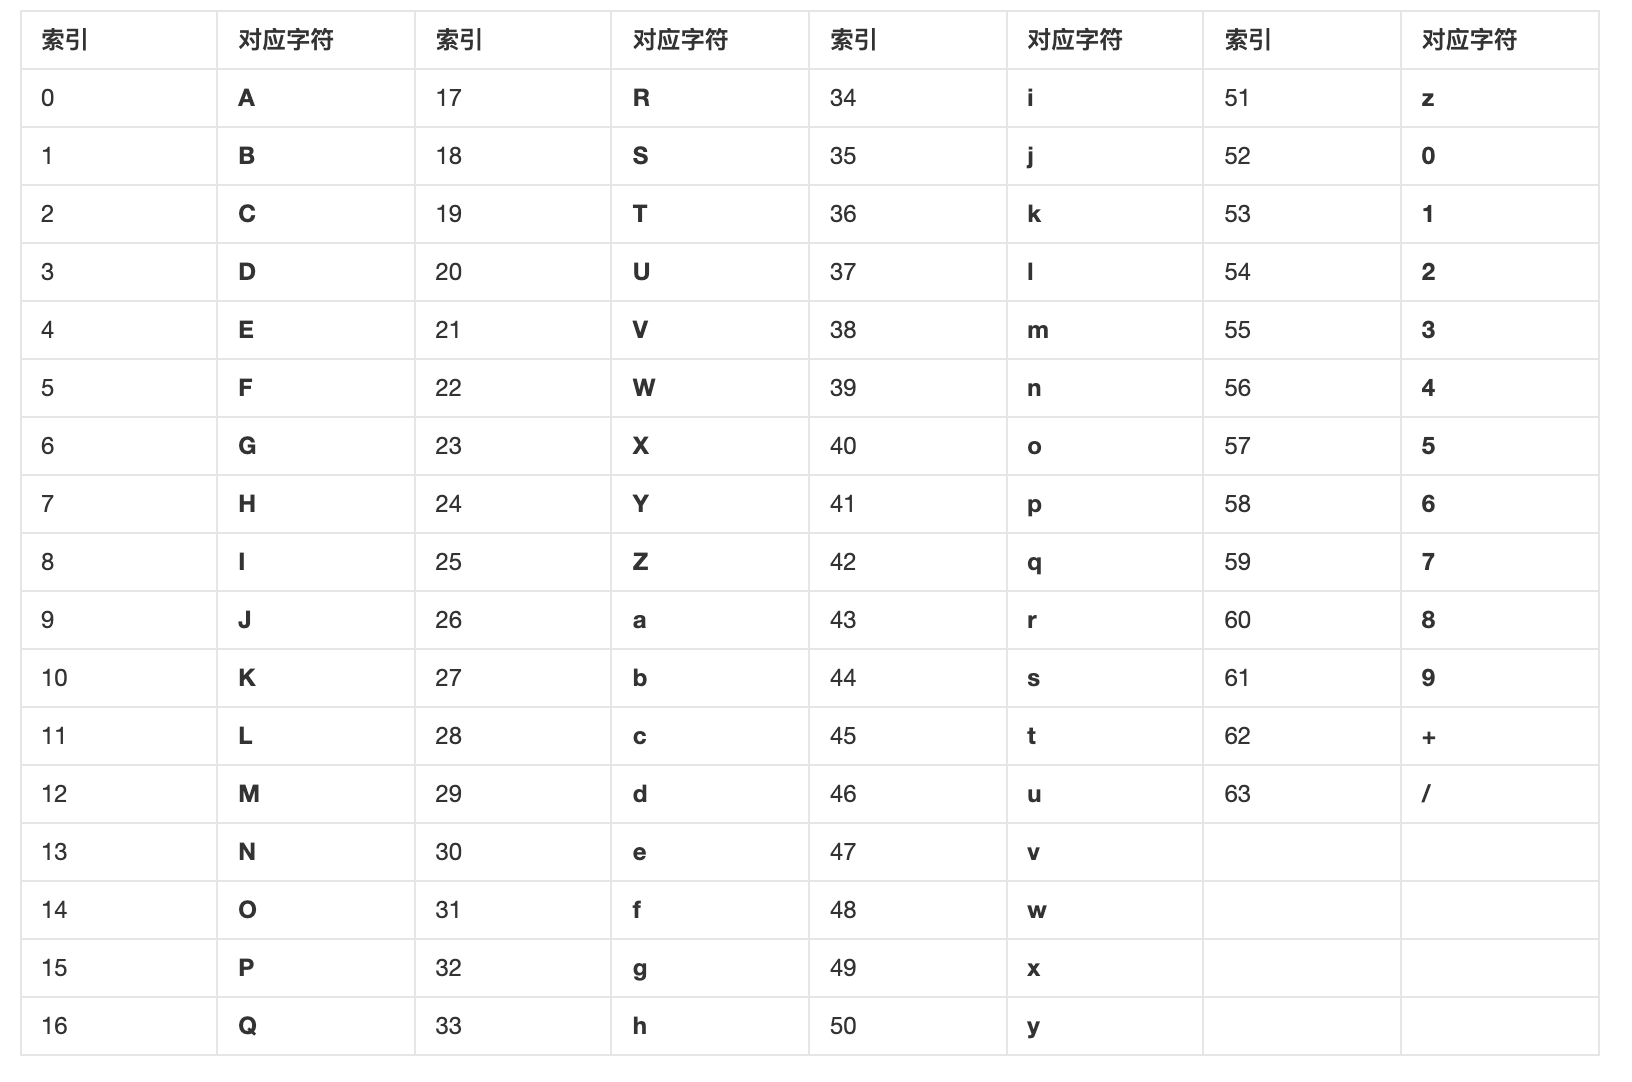 索引 对应字符 索引 对应字符 索引 对应字符 索引 对应字符
0 A 17 R 34 i 51 z
1 B 18 S 35 j 52 0
2 C 19 T 36 k 53 1
3 D 20 U 37 l 54 2
4 E 21 V 38 m 55 3
5 F 22 W 39 n 56 4
6 G 23 X 40 o 57 5
7 H 24 Y 41 p 58 6
8 I 25 Z 42 q 59 7
9 J 26 a 43 r 60 8
10 K 27 b 44 s 61 9
11 L 28 c 45 t 62 +
12 M 29 d 46 u 63 /
13 N 30 e 47 v
14 O 31 f 48 w
15 P 32 g 49 x
16 Q 33 h 50 y